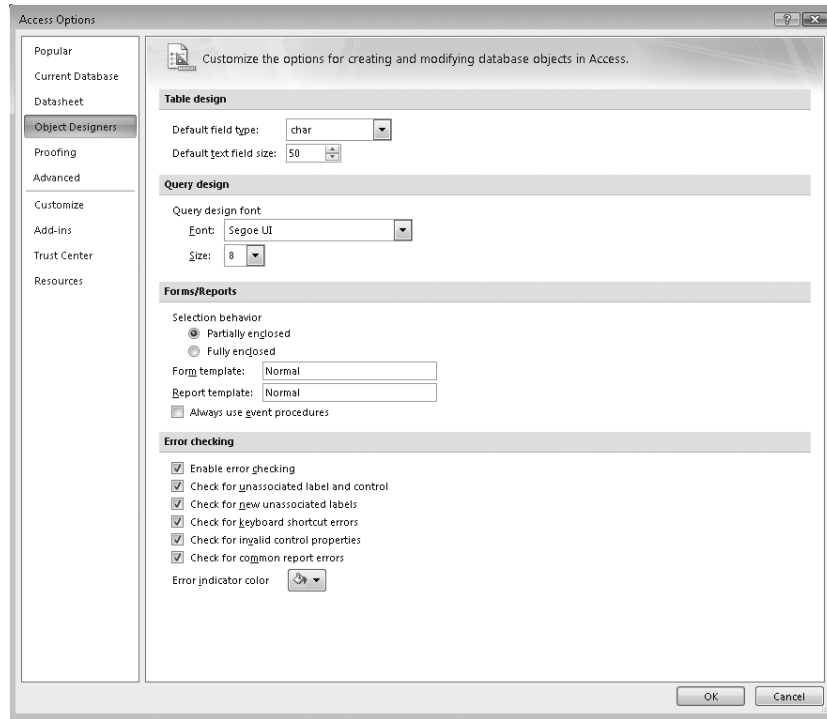 Access Options
Popular
Current Database
Datasheet
Object Designers
Proofing
Advanced
Customize
Add-ins
Trust Center
Resources
Customize the options for creating and modifying database objects in Access.
Table design
Default field type: char
Default text field size: 50
Query design
Query design font
Font: Segoe UI
Size: 8
Forms/Reports
Selection behavior
Partially enclosed
Fully enclosed
Form template: Normal
Report template: Normal
Always use event procedures
Error checking
Enable error checking
Check for unassociated label and control
Check for new unassociated labels
Check for keyboard shortcut errors
Check for invalid control properties
Check for common report errors
Error indicator color
OK Cancel